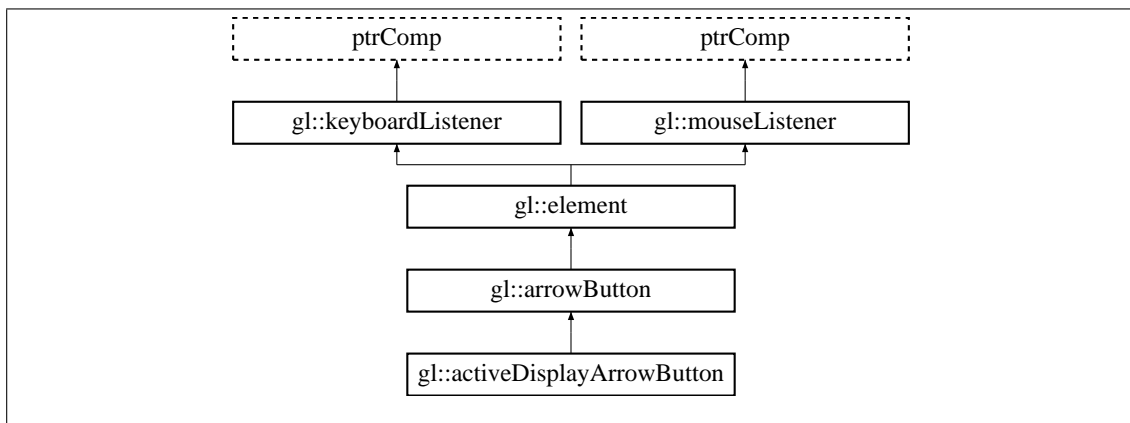 ptrComp
ptrComp
gl::keyboardListener
gl::mouseListener
gl::element
gl::arrowButton
gl::activeDisplayArrowButton